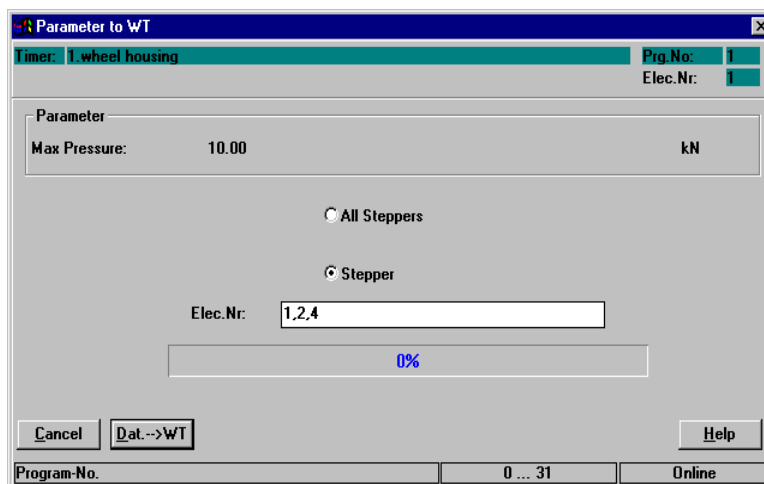 Parameter to WT
Timer: 1.wheel housing Prg.No: 1
Elec.Nr: 1
Parameter
Max Pressure: 10.00 kN
All Steppers
Stepper
Elec.Nr: 1,2,4
0%
Cancel Dat.-->WT Help
Program-No. 0 ... 31 Online